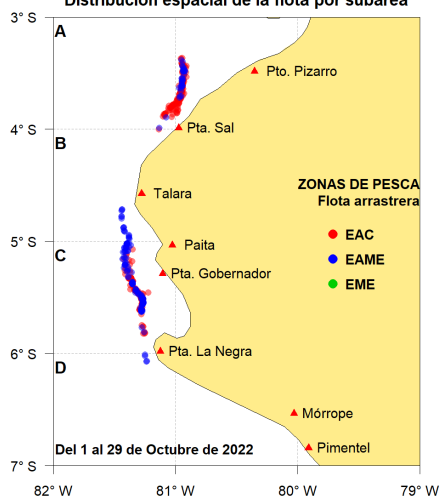 Distribución espacial de la flota por subárea
3° S
A
Pto. Pizarro
4° S
Pta. Sal
B
Talara
ZONAS DE PESCA
Flota arrastrera
EAC
EAME
EME
5° S
Paita
C
Pta. Gobernador
6° S
Pta. La Negra
D
Mórrope
Pimentel
Del 1 al 29 de Octubre de 2022
7° S
82° W
81° W
80° W
79° W